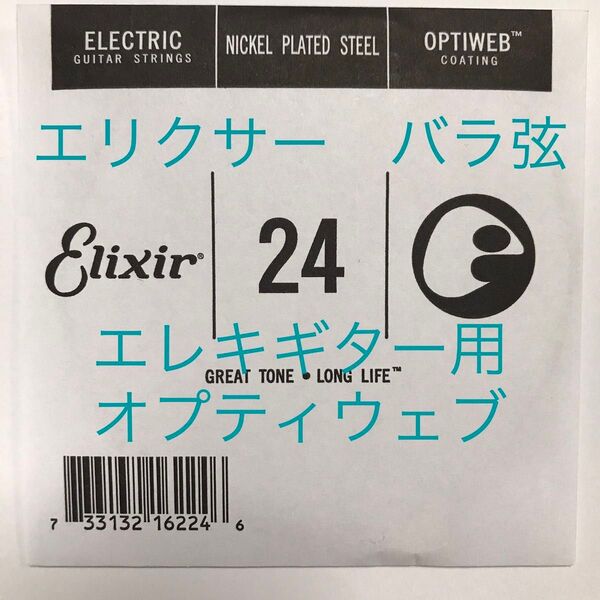 ELECTRIC
GUITAR STRINGS
NICKEL PLATED STEEL
OPTIWEB™
COATING
エリクサー バラ弦
Elixir®
24
エレキギター用
GREAT TONE • LONG LIFE™
オプティウェブ
7 33132 16224 6